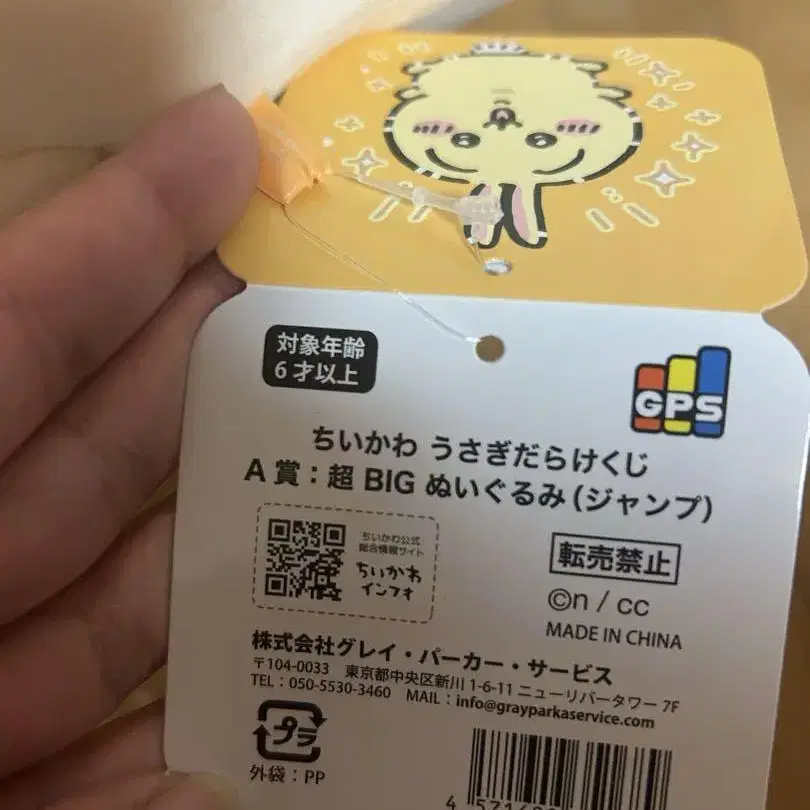 対象年齢
6才以上
GPS
ちいかわ うさぎだらけくじ
A賞：超BIG ぬいぐるみ(ジャンプ)
ちいかわ公式
総合情報サイト
ちいかわ
インフォ
転売禁止
©n / cc
MADE IN CHINA
株式会社グレイ・パーカー・サービス
〒104-0033 東京都中央区新川1-6-11 ニューリバータワー 7F
TEL：050-5530-3460 MAIL：info@grayparkaservice.com
プラ
外袋：PP